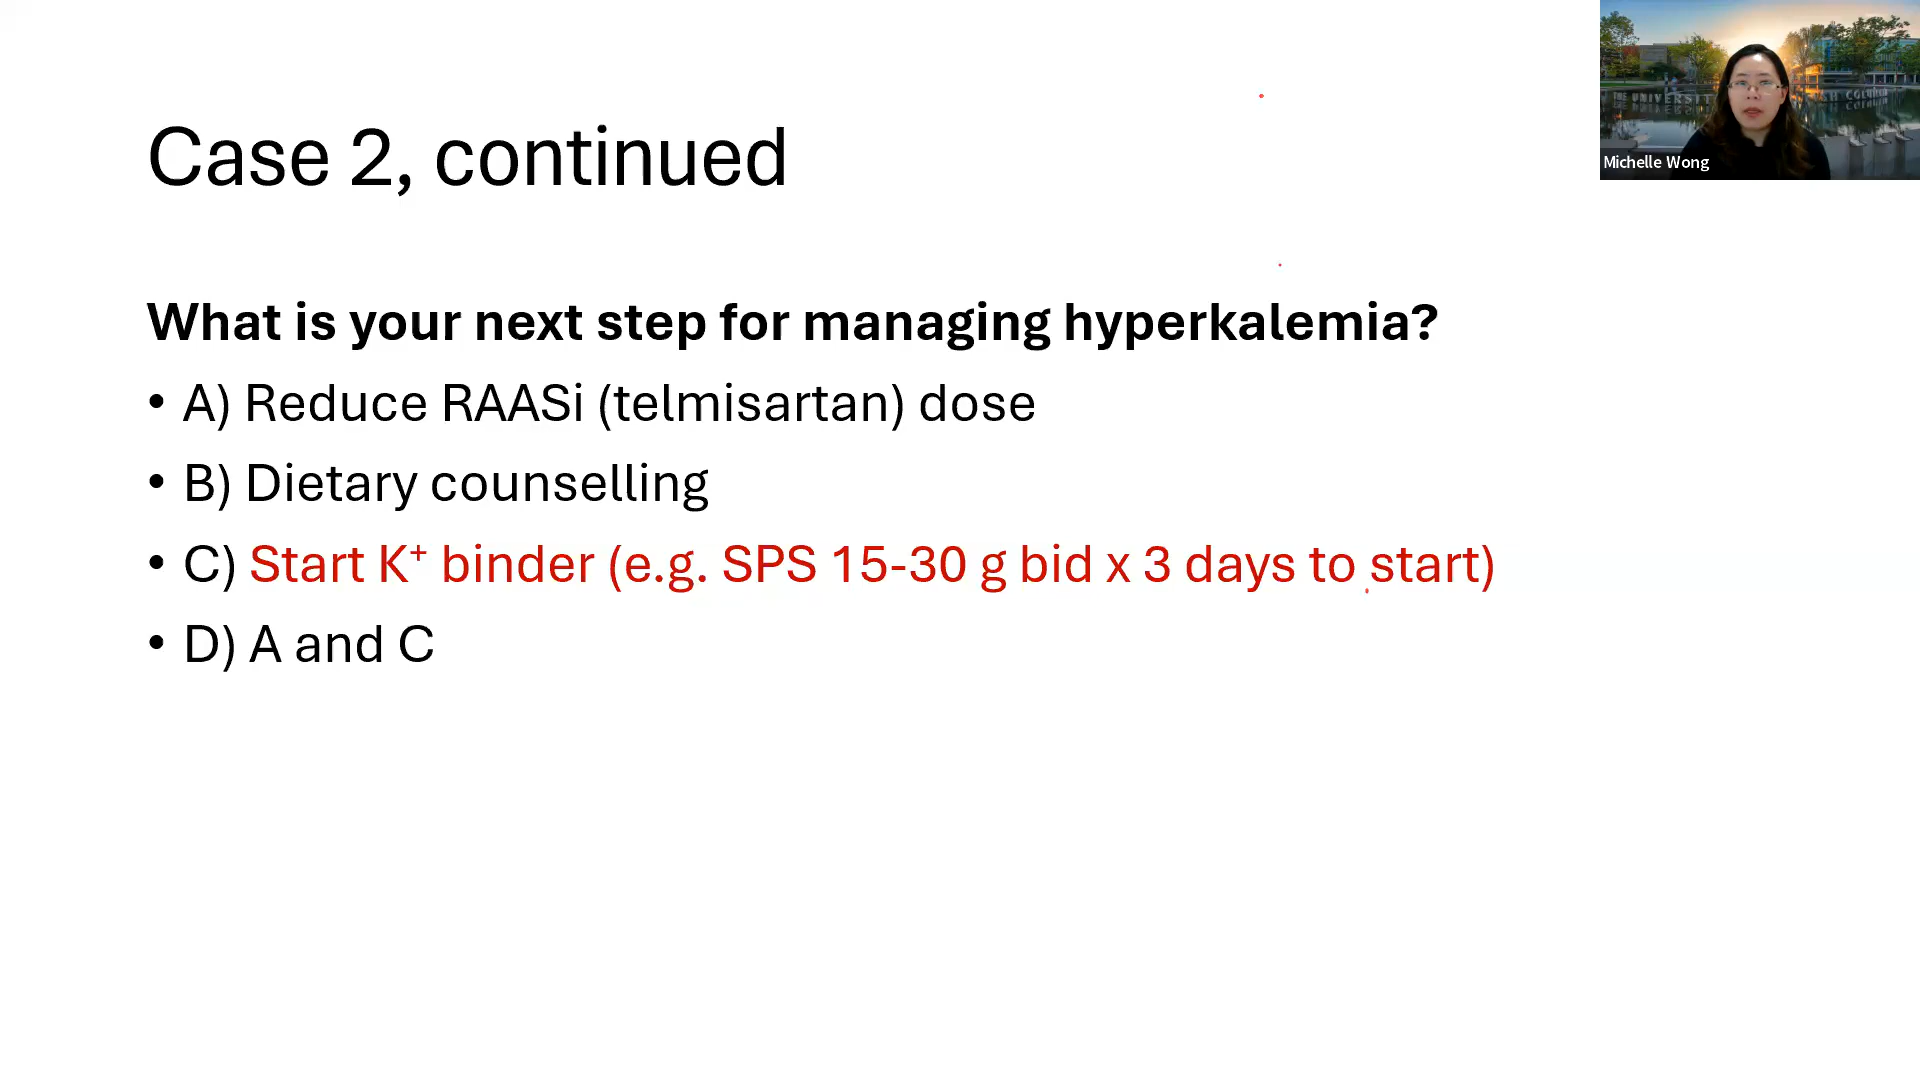 Case 2, continued
Michelle Wong
What is your next step for managing hyperkalemia?
• A) Reduce RAASi (telmisartan) dose
• B) Dietary counselling
• C) Start K⁺ binder (e.g. SPS 15-30 g bid x 3 days to start)
• D) A and C